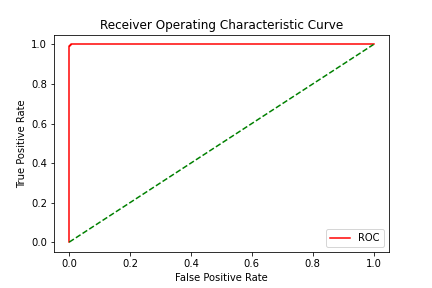 Receiver Operating Characteristic Curve
True Positive Rate
1.0
0.8
0.6
0.4
0.2
0.0
0.0 0.2 0.4 0.6 0.8 1.0
False Positive Rate
ROC